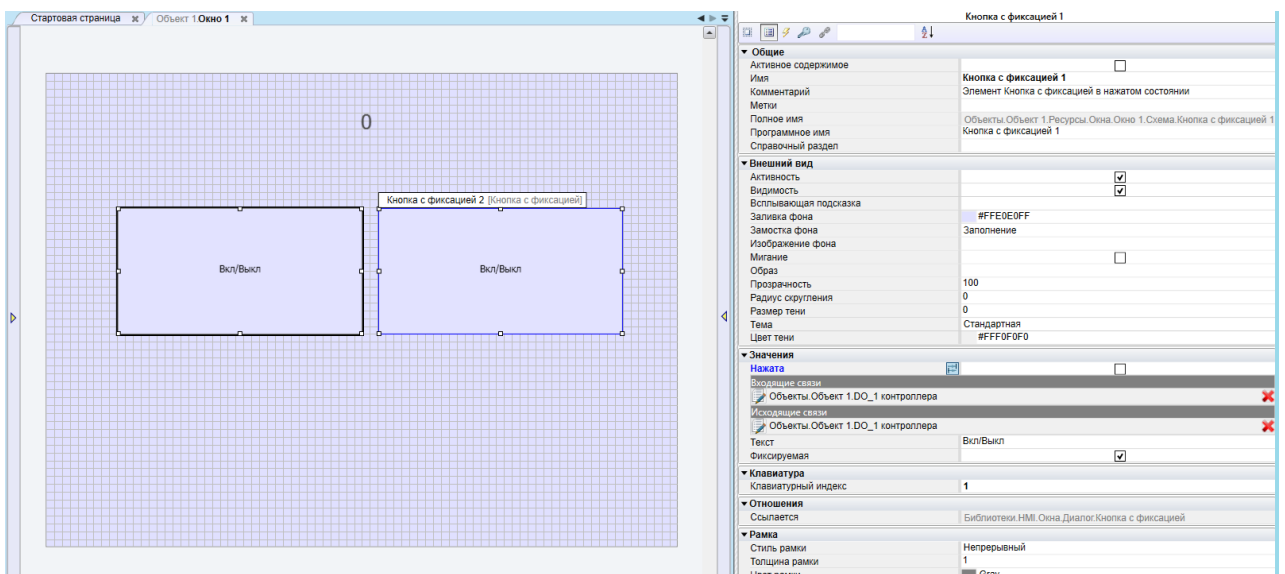 Стартовая страница
Объект 1.Окно 1
Кнопка с фиксацией 1
0
Кнопка с фиксацией 2 [Кнопка с фиксацией]
Вкл/Выкл
Вкл/Выкл
Общие
Активное содержимое
Имя Кнопка с фиксацией 1
Комментарий Элемент Кнопка с фиксацией в нажатом состоянии
Метки
Полное имя Объекты.Объект 1.Ресурсы.Окна.Окно 1.Схема.Кнопка с фиксацией 1
Программное имя Кнопка с фиксацией 1
Справочный раздел
Внешний вид
Активность
Видимость
Всплывающая подсказка
Заливка фона #FFE0E0FF
Замостка фона Заполнение
Изображение фона
Мигание
Образ
Прозрачность 100
Радиус скругления 0
Размер тени 0
Тема Стандартная
Цвет тени #FFF0F0F0
Значения
Нажата
Входящие связи
Объекты.Объект 1.DO_1 контроллера
Исходящие связи
Объекты.Объект 1.DO_1 контроллера
Текст Вкл/Выкл
Фиксируемая
Клавиатура
Клавиатурный индекс 1
Отношения
Ссылается Библиотеки.HMI.Окна.Диалог.Кнопка с фиксацией
Рамка
Стиль рамки Непрерывный
Толщина рамки 1
Цвет рамки Gray